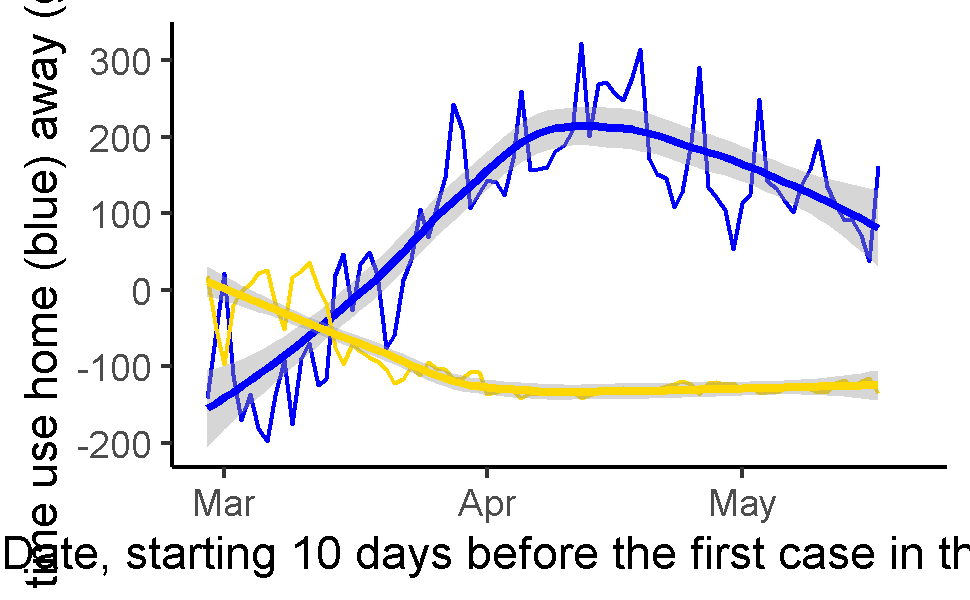 time use home (blue) away (
300
200
100
0
-100
-200
Mar
Apr
May
Date, starting 10 days before the first case in th